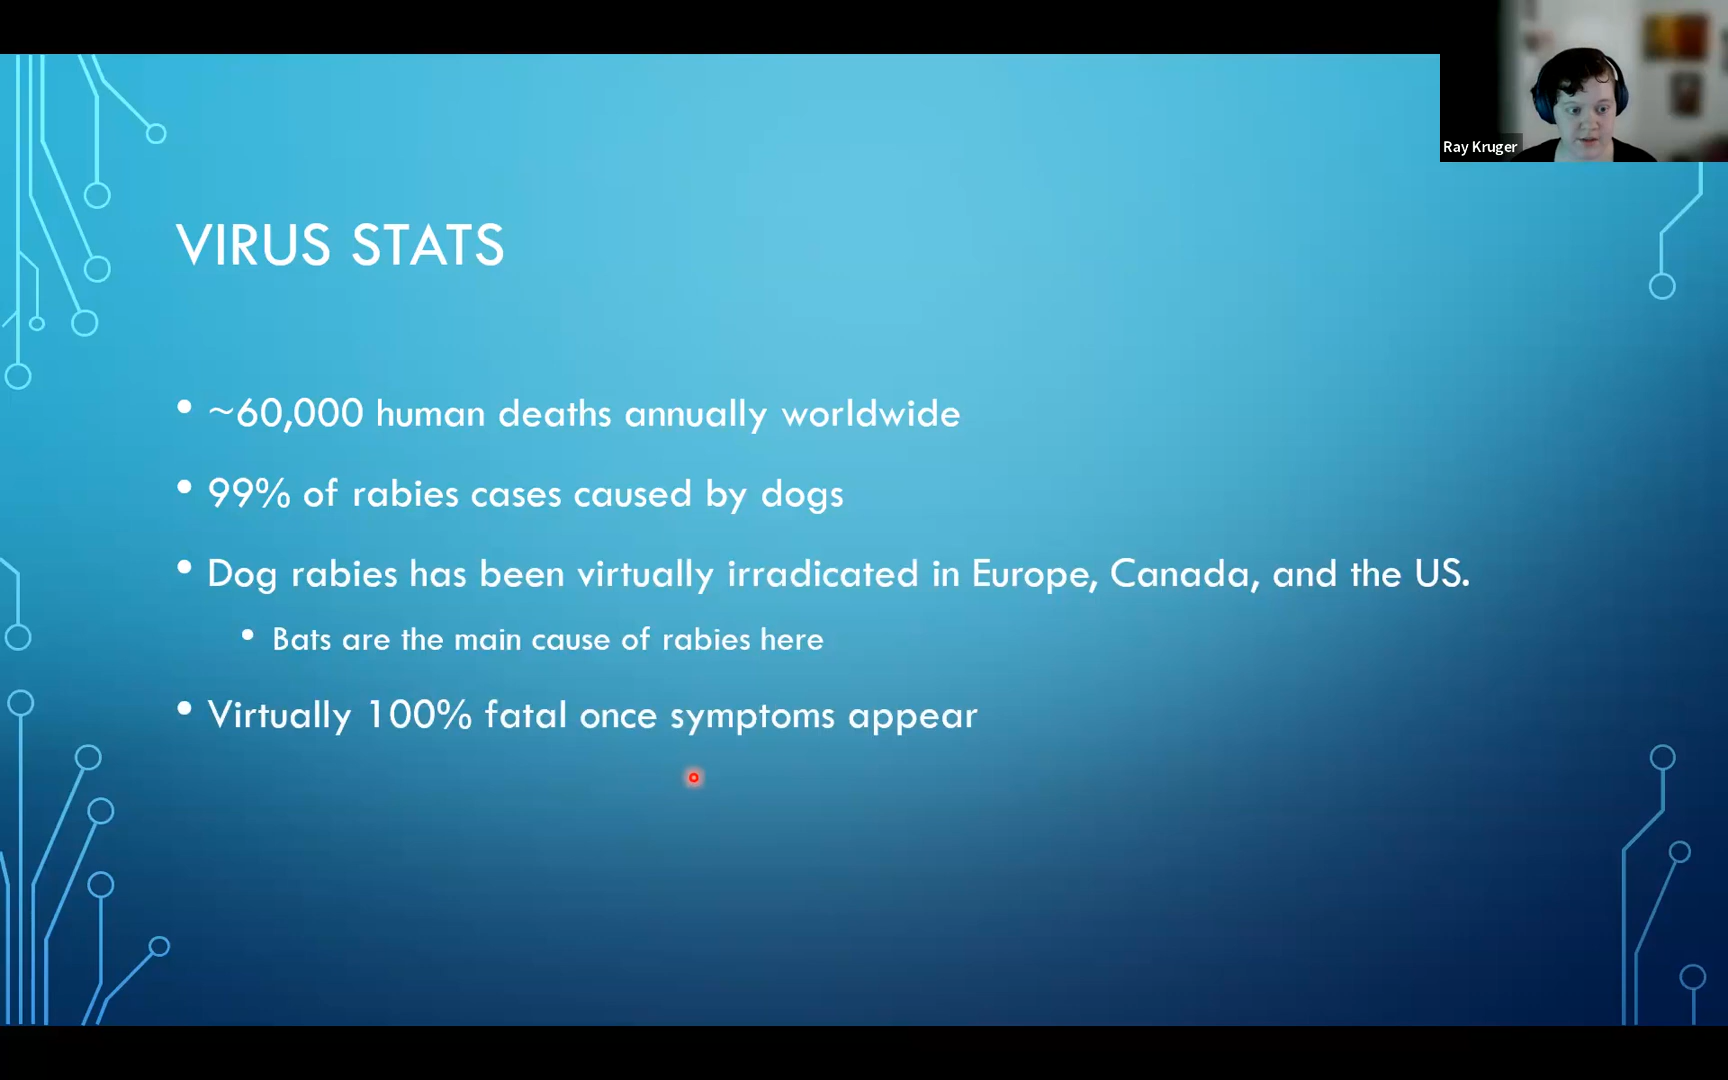 Ray Kruger
VIRUS STATS
• ~60,000 human deaths annually worldwide
• 99% of rabies cases caused by dogs
• Dog rabies has been virtually irradicated in Europe, Canada, and the US.
• Bats are the main cause of rabies here
• Virtually 100% fatal once symptoms appear